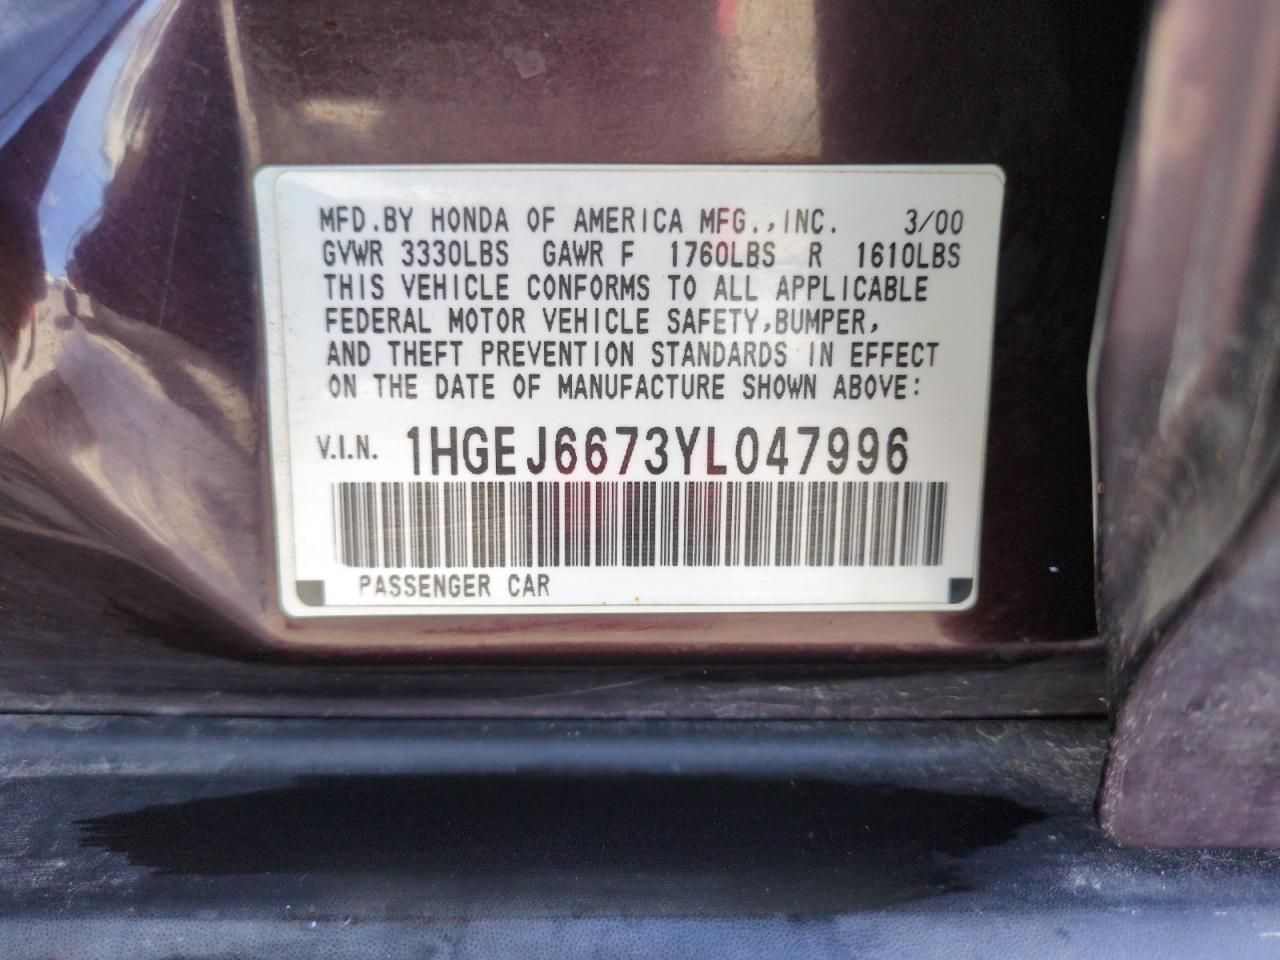 MFD.BY HONDA OF AMERICA MFG.,INC. 3/00
GVWR 3330LBS GAWR F 1760LBS R 1610LBS
THIS VEHICLE CONFORMS TO ALL APPLICABLE
FEDERAL MOTOR VEHICLE SAFETY,BUMPER,
AND THEFT PREVENTION STANDARDS IN EFFECT
ON THE DATE OF MANUFACTURE SHOWN ABOVE:
V.I.N. 1HGEJ6673YL047996
PASSENGER CAR